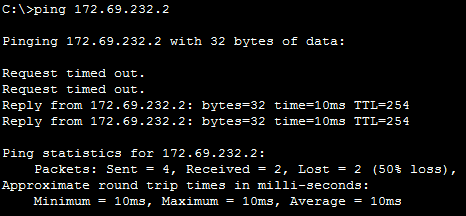 C:\>ping 172.69.232.2
Pinging 172.69.232.2 with 32 bytes of data:
Request timed out.
Request timed out.
Reply from 172.69.232.2: bytes=32 time=10ms TTL=254
Reply from 172.69.232.2: bytes=32 time=10ms TTL=254
Ping statistics for 172.69.232.2:
    Packets: Sent = 4, Received = 2, Lost = 2 (50% loss),
Approximate round trip times in milli-seconds:
    Minimum = 10ms, Maximum = 10ms, Average = 10ms